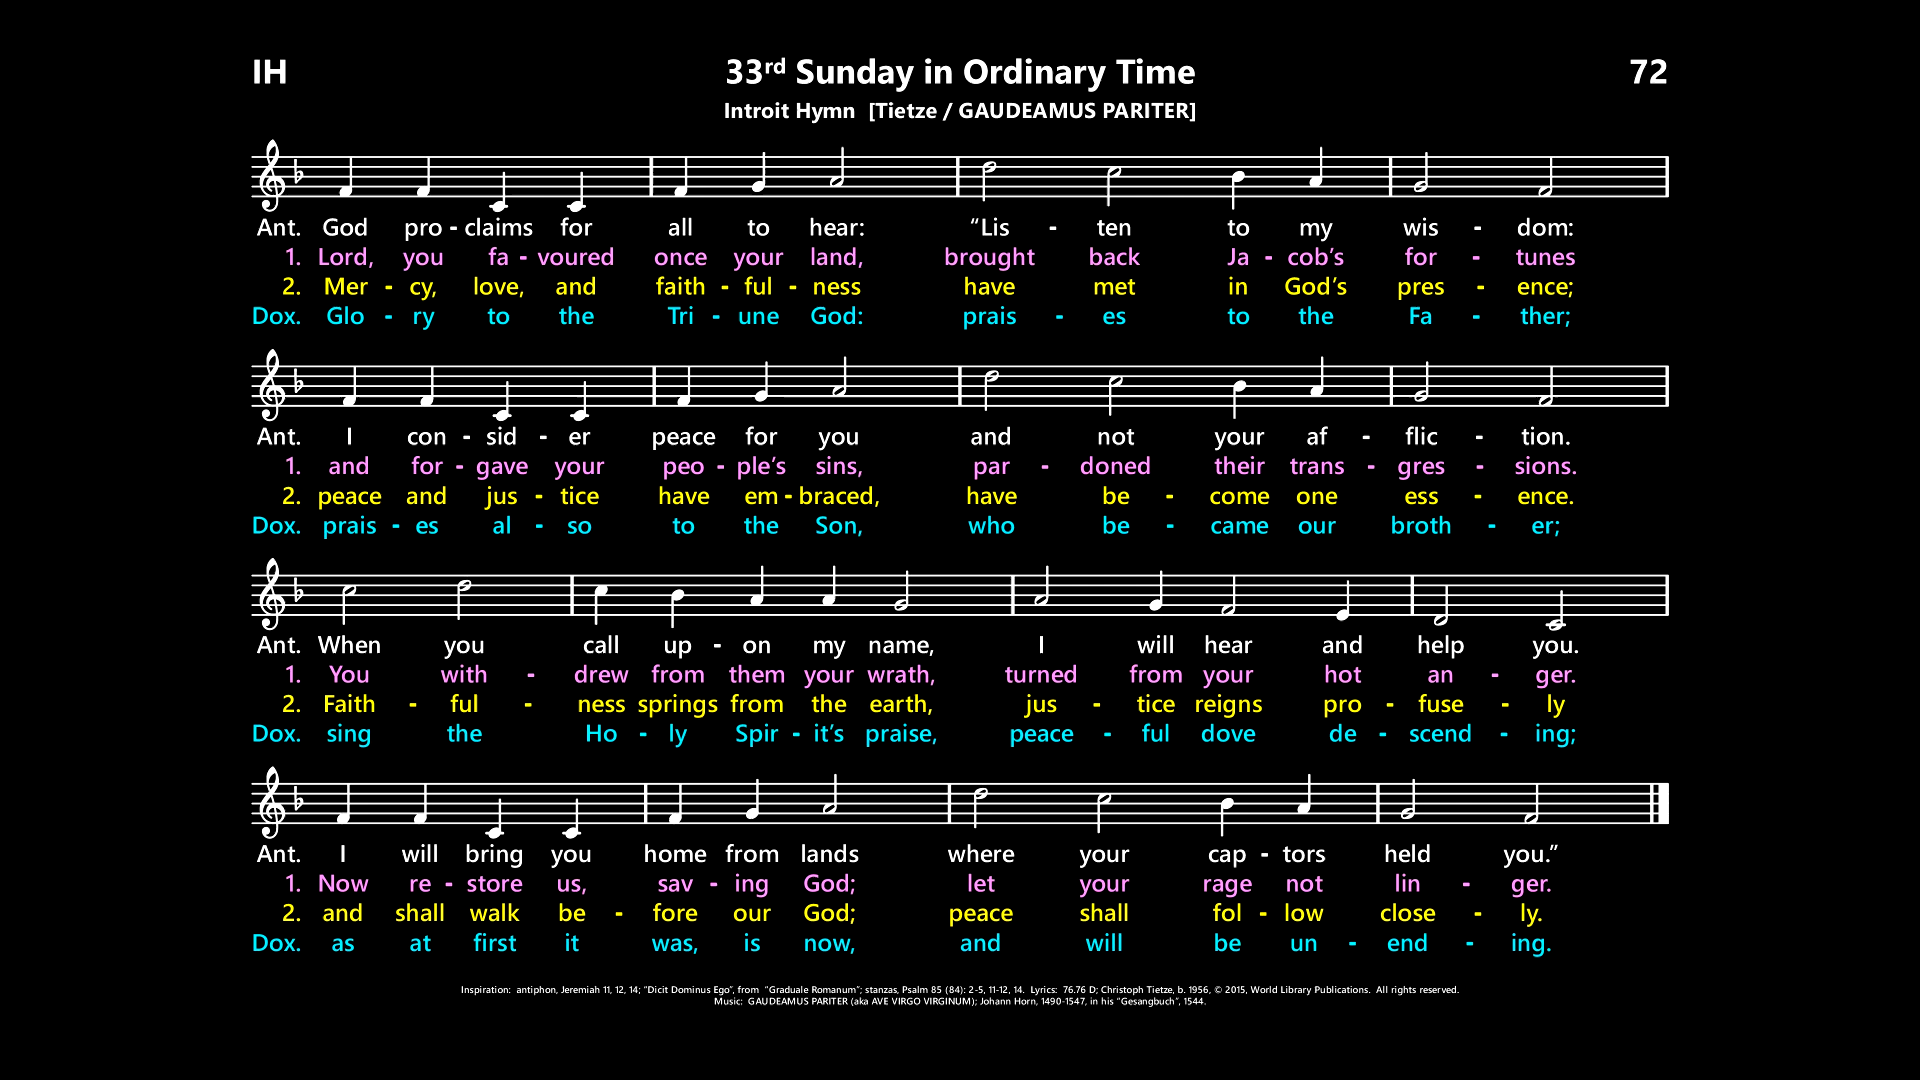 IH
33rd Sunday in Ordinary Time
72
Introit Hymn [Tietze / GAUDEAMUS PARITER]
Ant. God pro - claims for all to hear: “Lis - ten to my wis - dom:
1. Lord, you fa - voured once your land, brought back Ja - cob’s for - tunes
2. Mer - cy, love, and faith - ful - ness have met in God’s pres - ence;
Dox. Glo - ry to the Tri - une God: prais - es to the Fa - ther;
Ant. I con - sid - er peace for you and not your af - flic - tion.
1. and for - gave your peo - ple’s sins, par - doned their trans - gres - sions.
2. peace and jus - tice have em - braced, have be - come one ess - ence.
Dox. prais - es al - so to the Son, who be - came our broth - er;
Ant. When you call up - on my name, I will hear and help you.
1. You with - drew from them your wrath, turned from your hot an - ger.
2. Faith - ful - ness springs from the earth, jus - tice reigns pro - fuse - ly
Dox. sing the Ho - ly Spir - it’s praise, peace - ful dove de - scend - ing;
Ant. I will bring you home from lands where your cap - tors held you.”
1. Now re - store us, sav - ing God; let your rage not lin - ger.
2. and shall walk be - fore our God; peace shall fol - low close - ly.
Dox. as at first it was, is now, and will be un - end - ing.
Inspiration: antiphon, Jeremiah 11, 12, 14; “Dicit Dominus Ego”, from “Graduale Romanum”; stanzas, Psalm 85 (84): 2-5, 11-12, 14. Lyrics: 76.76 D; Christoph Tietze, b. 1956, © 2015, World Library Publications. All rights reserved.
Music: GAUDEAMUS PARITER (aka AVE VIRGO VIRGINUM); Johann Horn, 1490-1547, in his “Gesangbuch”, 1544.